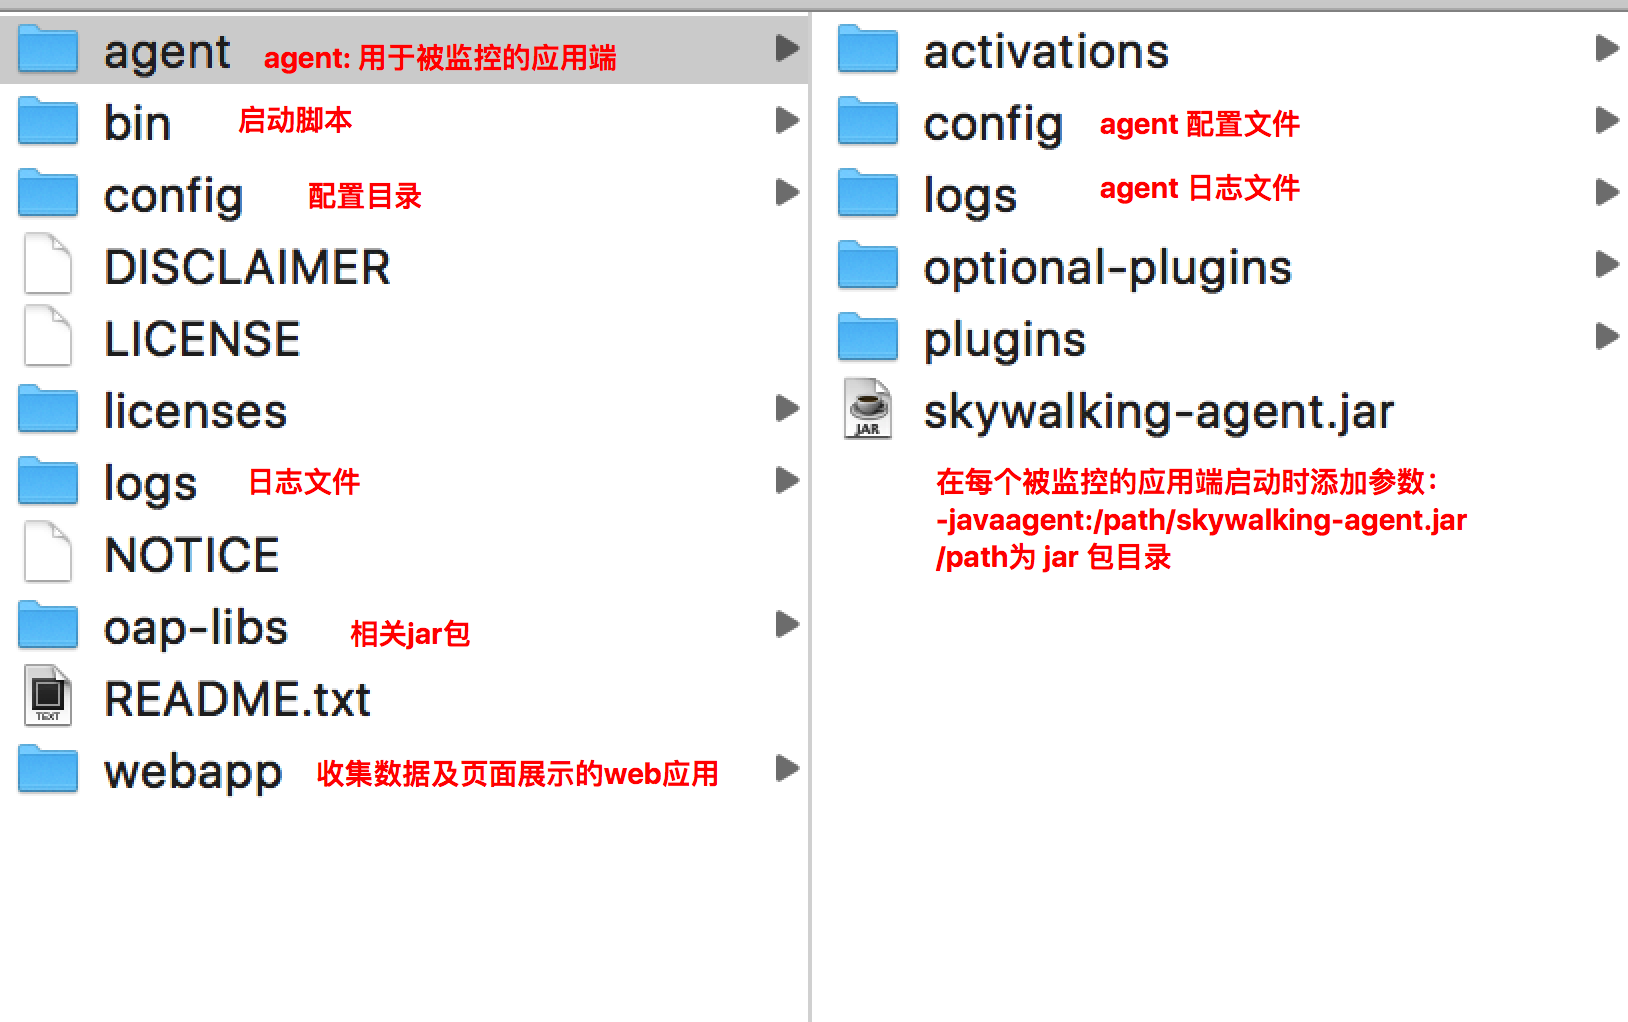 agent agent: 用于被监控的应用端
bin 启动脚本
config 配置目录
DISCLAIMER
LICENSE
licenses
logs 日志文件
NOTICE
oap-libs 相关jar包
TEXT README.txt
webapp 收集数据及页面展示的web应用
activations
config agent 配置文件
logs agent 日志文件
optional-plugins
plugins
JAR skywalking-agent.jar
在每个被监控的应用端启动时添加参数：
-javaagent:/path/skywalking-agent.jar
/path为 jar 包目录